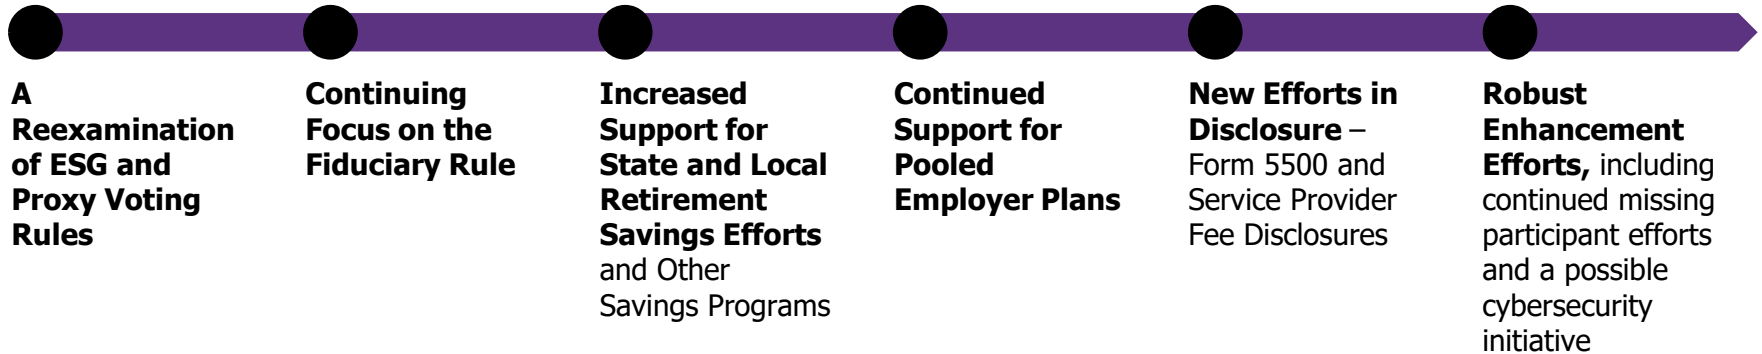 A
Reexamination
of ESG and
Proxy Voting
Rules
Continuing
Focus on the
Fiduciary Rule
Increased
Support for
State and Local
Retirement
Savings Efforts
and Other
Savings Programs
Continued
Support for
Pooled
Employer Plans
New Efforts in
Disclosure –
Form 5500 and
Service Provider
Fee Disclosures
Robust
Enhancement
Efforts, including
continued missing
participant efforts
and a possible
cybersecurity
initiative